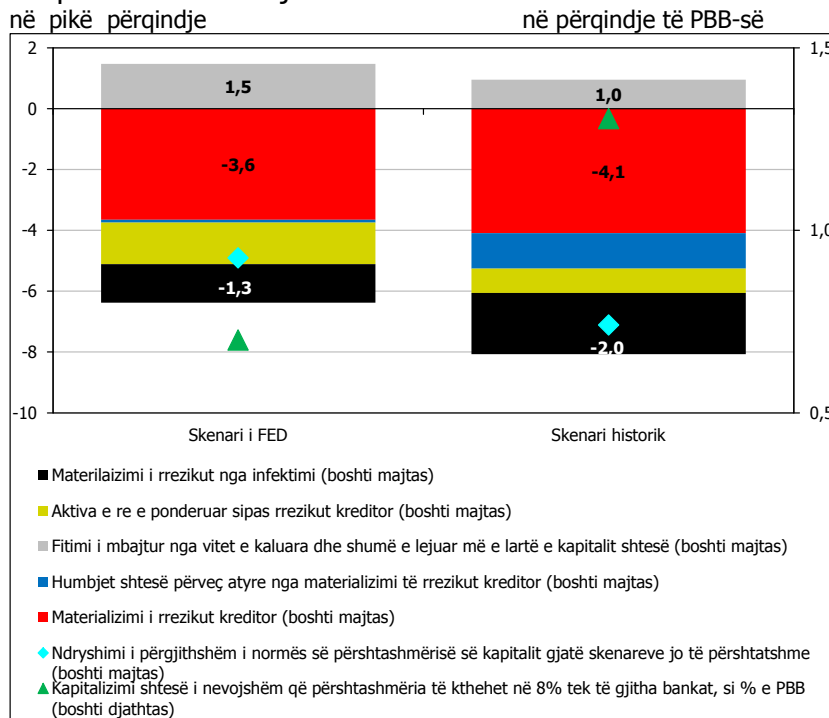 në pikë përqindje
në përqindje të PBB-së
2
0
-2
-4
-6
-8
-10
1,5
1,0
0,5
1,5
-3,6
-1,3
1,0
-4,1
-2,0
Skenari i FED
Skenari historik
Materilaizimi i rrezikut nga infektimi (boshti majtas)
Aktiva e re e ponderuar sipas rrezikut kreditor (boshti majtas)
Fitimi i mbajtur nga vitet e kaluara dhe shumë e lejuar më e lartë e kapitalit shtesë (boshti majtas)
Humbjet shtesë përveç atyre nga materializimi të rrezikut kreditor (boshti majtas)
Materializimi i rrezikut kreditor (boshti majtas)
Ndryshimi i përgjithshëm i normës së përshtashmërisë së kapitalit gjatë skenareve jo të përshtatshme
(boshti majtas)
Kapitalizimi shtesë i nevojshëm që përshtashmëria të kthehet në 8% tek të gjitha bankat, si % e PBB
(boshti djathtas)